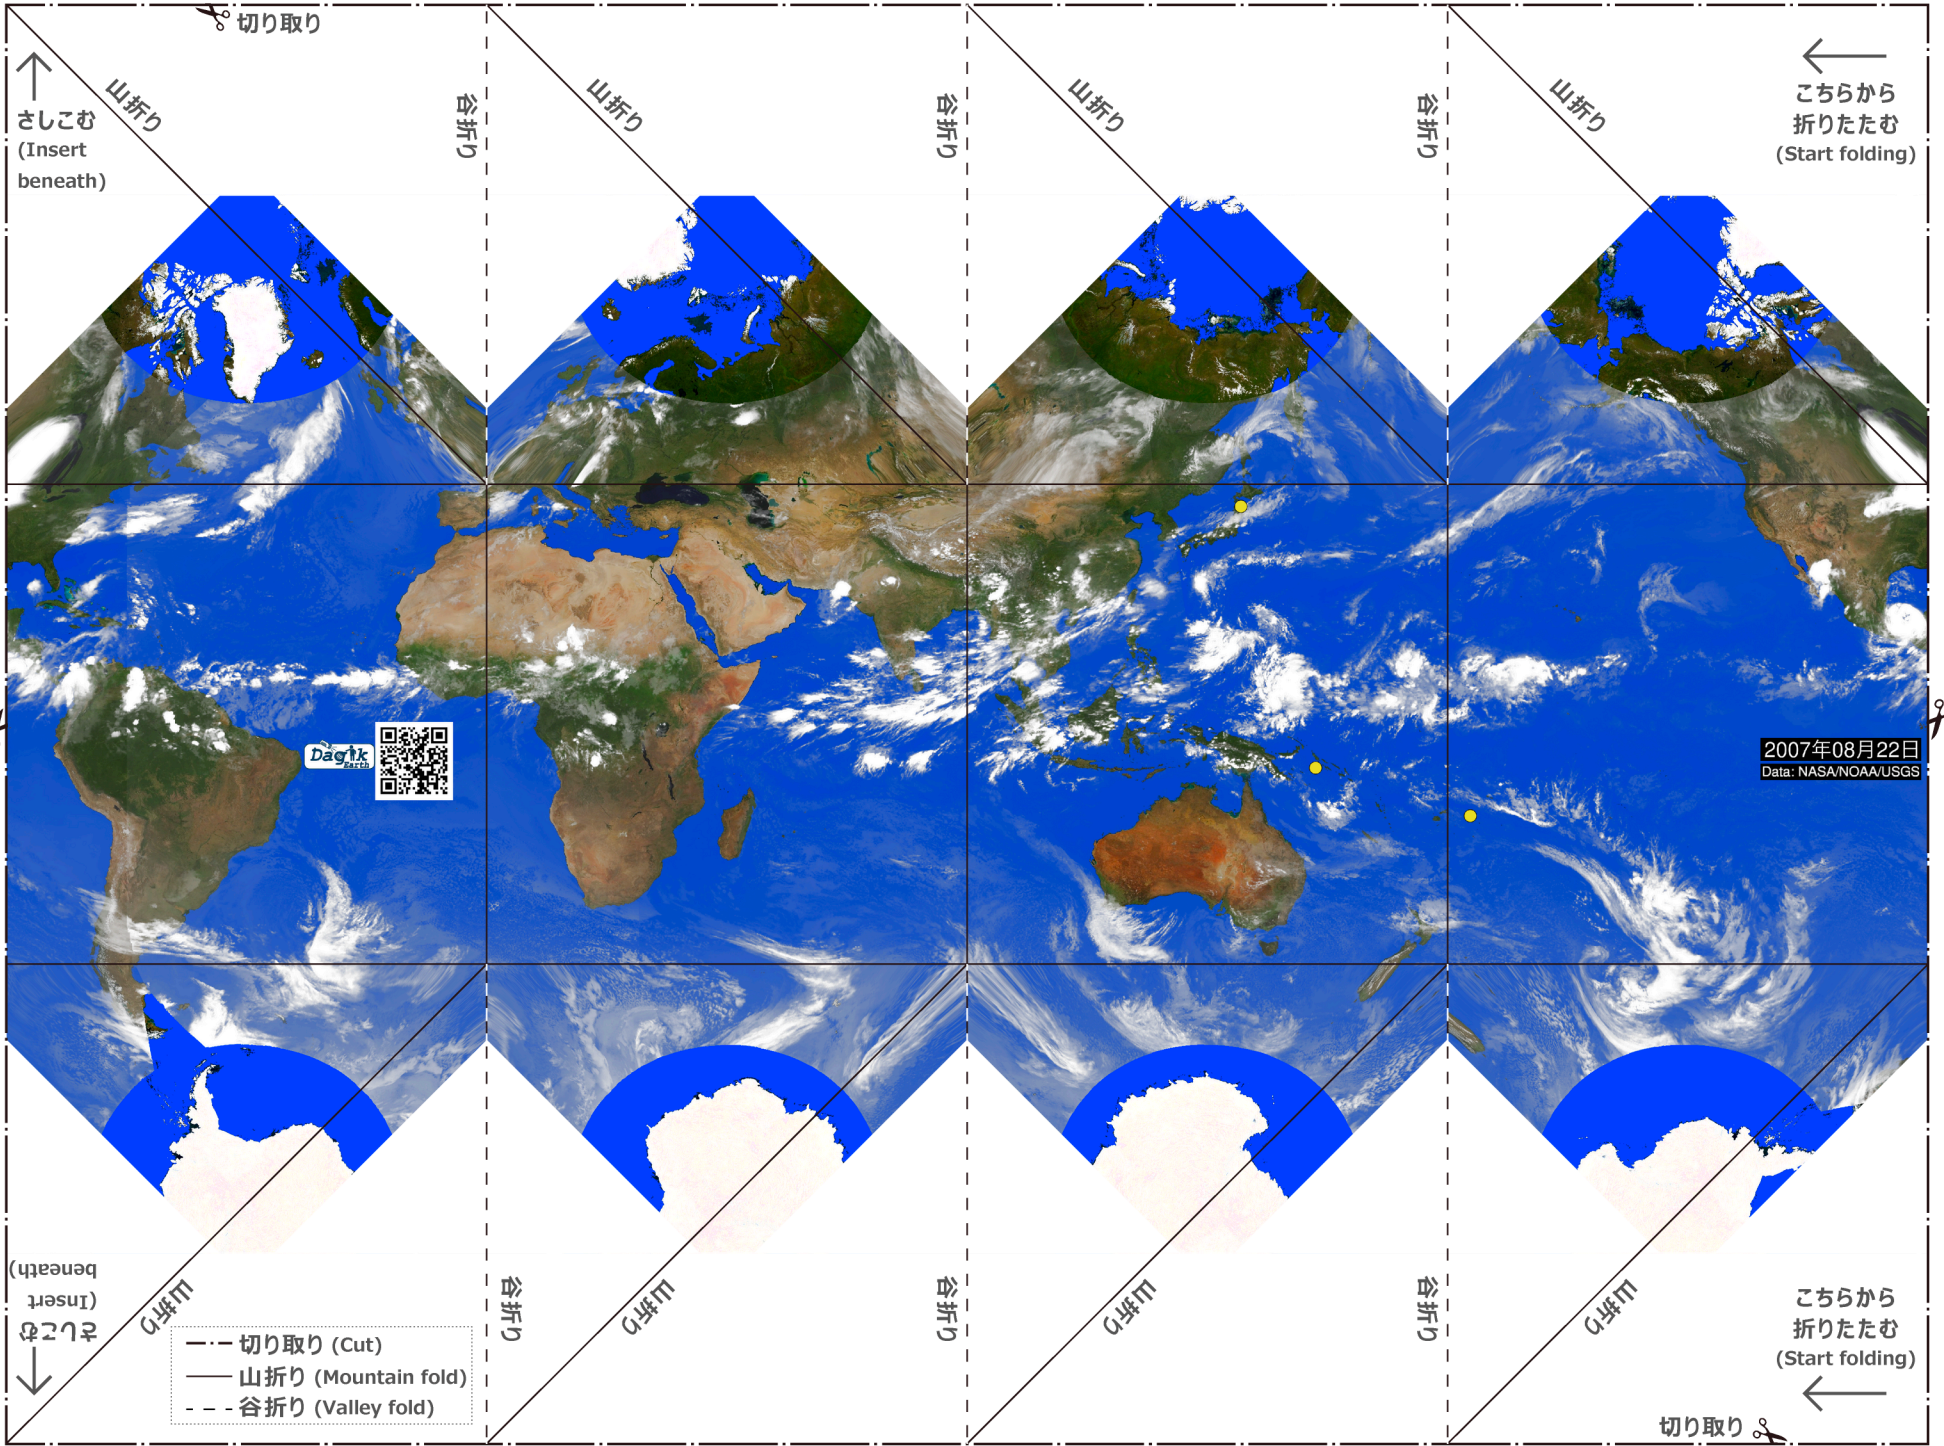 切り取り
山折り
谷折り
山折り
谷折り
山折り
谷折り
山折り
さしこむ
(Insert
beneath)
こちらから
折りたたむ
(Start folding)
Dagik
Earth
2007年08月22日
Data: NASA/NOAA/USGS
さしこむ
(Insert
beneath)
山折り
谷折り
山折り
谷折り
山折り
谷折り
山折り
こちらから
折りたたむ
(Start folding)
切り取り (Cut)
山折り (Mountain fold)
谷折り (Valley fold)
切り取り